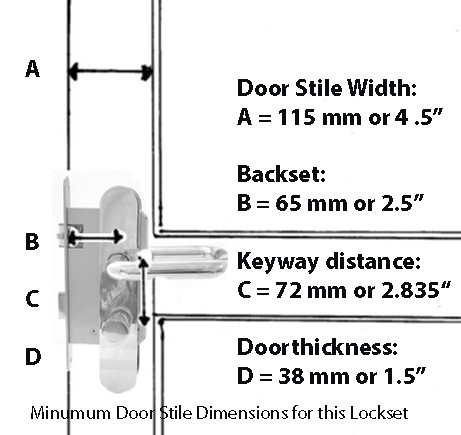 A
Door Stile Width:
A = 115 mm or 4 .5”
Backset:
B = 65 mm or 2.5”
B
Keyway distance:
C = 72 mm or 2.835“
C
Doorthickness:
D = 38 mm or 1.5”
D
Minumum Door Stile Dimensions for this Lockset